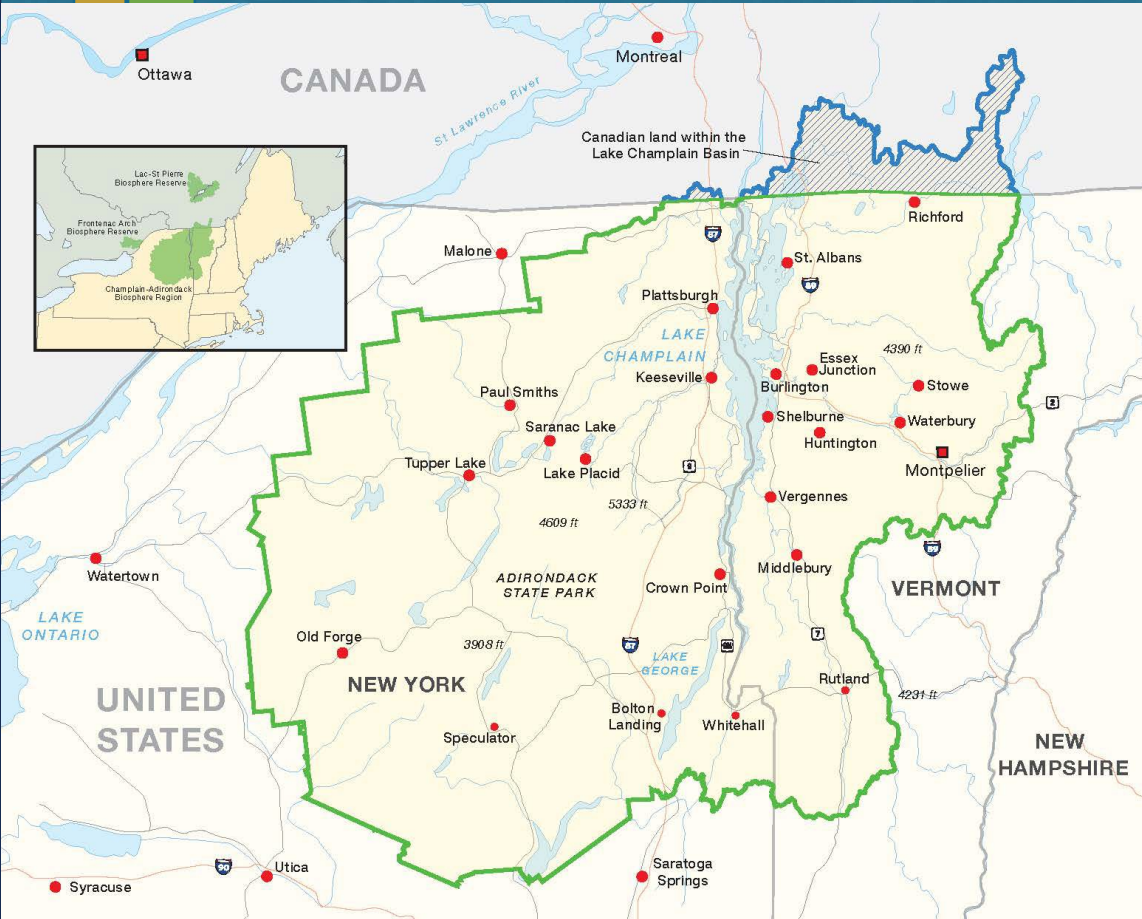 Ottawa
Montreal
CANADA
St Lawrence River
Canadian land within the
Lake Champlain Basin
Lac-St Pierre
Biosphere Reserve
Frontenac Arch
Biosphere Reserve
Champlain-Adirondack
Biosphere Region
Richford
Malone
87
St. Albans
89
Plattsburgh
LAKE
CHAMPLAIN
4390 ft
Essex
Junction
Keeseville
Burlington
Stowe
Paul Smiths
2
Shelburne
Waterbury
Saranac Lake
Huntington
Tupper Lake
Lake Placid
9
Montpelier
Vergennes
5333 ft
4609 ft
89
Watertown
Middlebury
ADIRONDACK
STATE PARK
Crown Point
VERMONT
LAKE
ONTARIO
Old Forge
3908 ft
87
9N
7
LAKE
GEORGE
NEW YORK
Rutland
4231 ft
UNITED
STATES
Bolton
Landing
Whitehall
Speculator
NEW
HAMPSHIRE
Utica
90
Syracuse
Saratoga
Springs